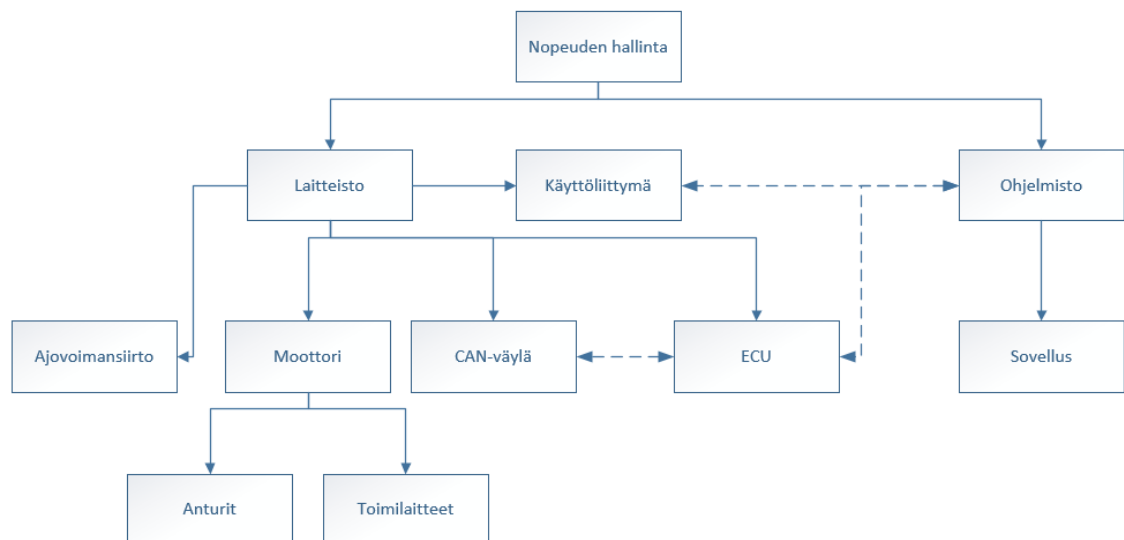 Nopeuden hallinta
Laitteisto
Käyttöliittymä
Ohjelmisto
Ajovoimansiirto
Moottori
CAN-väylä
ECU
Sovellus
Anturit
Toimilaitteet